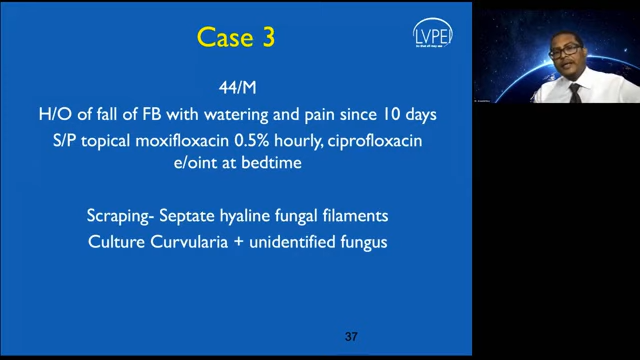 Case 3
LVPEI
44/M
H/O of fall of FB with watering and pain since 10 days
S/P topical moxifloxacin 0.5% hourly, ciprofloxacin
e/oint at bedtime
Scraping- Septate hyaline fungal filaments
Culture Curvularia + unidentified fungus
37